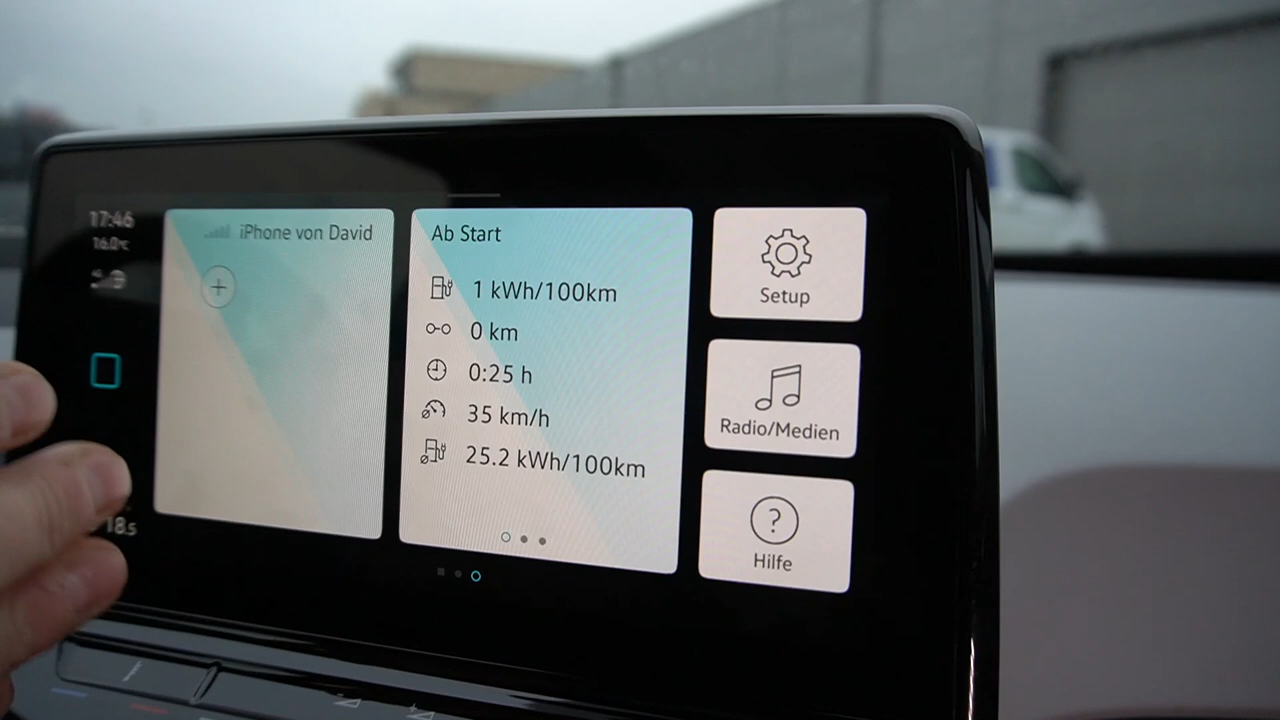 17:46
16.0°C
iPhone von David
Ab Start
1 kWh/100km
0 km
0:25 h
35 km/h
25.2 kWh/100km
Setup
Radio/Medien
?
Hilfe
18.5